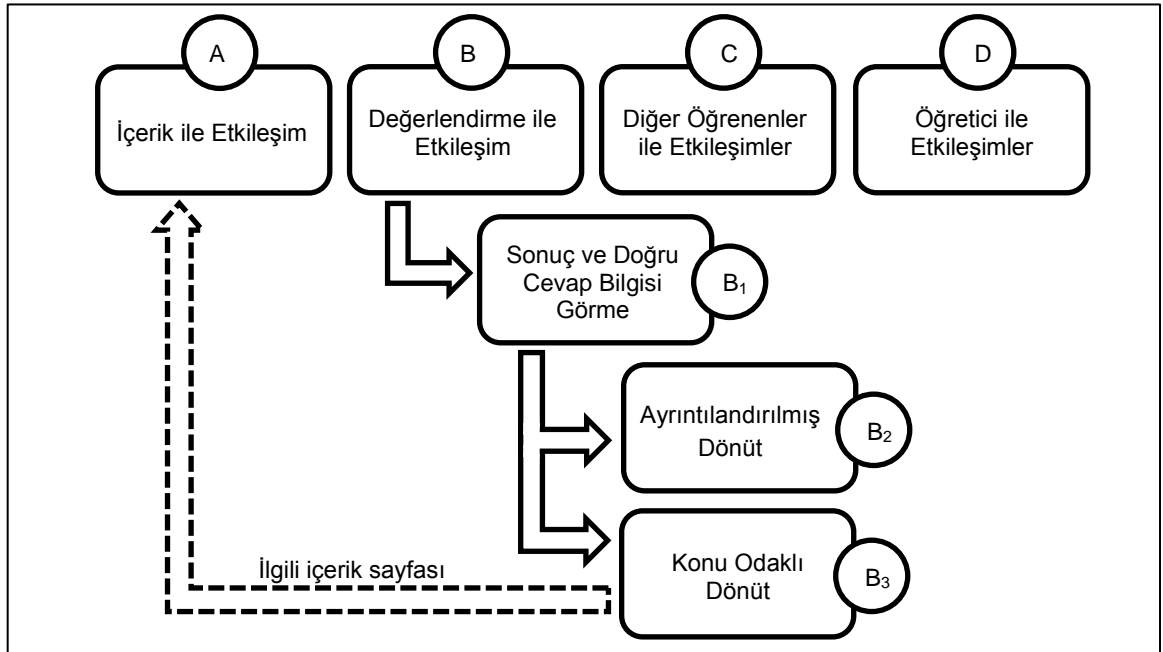 A
İçerik ile Etkileşim
B
Değerlendirme ile
Etkileşim
C
Diğer Öğrenenler
ile Etkileşimler
D
Öğretici ile
Etkileşimler
Sonuç ve Doğru
Cevap Bilgisi
Görme
B₁
Ayrıntılandırılmış
Dönüt
B₂
Konu Odaklı
Dönüt
B₃
İlgili içerik sayfası